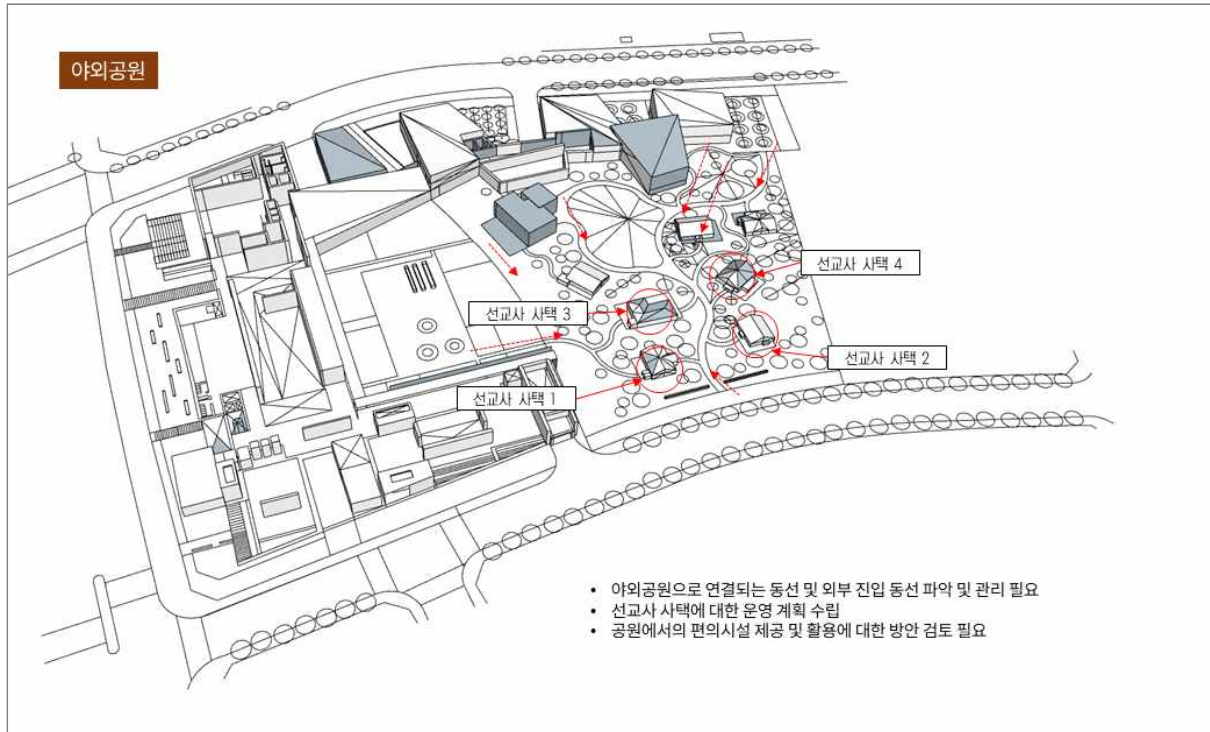 야외공원
선교사 사택 4
선교사 사택 3
선교사 사택 2
선교사 사택 1
• 야외공원으로 연결되는 동선 및 외부 진입 동선 파악 및 관리 필요
• 선교사 사택에 대한 운영 계획 수립
• 공원에서의 편의시설 제공 및 활용에 대한 방안 검토 필요